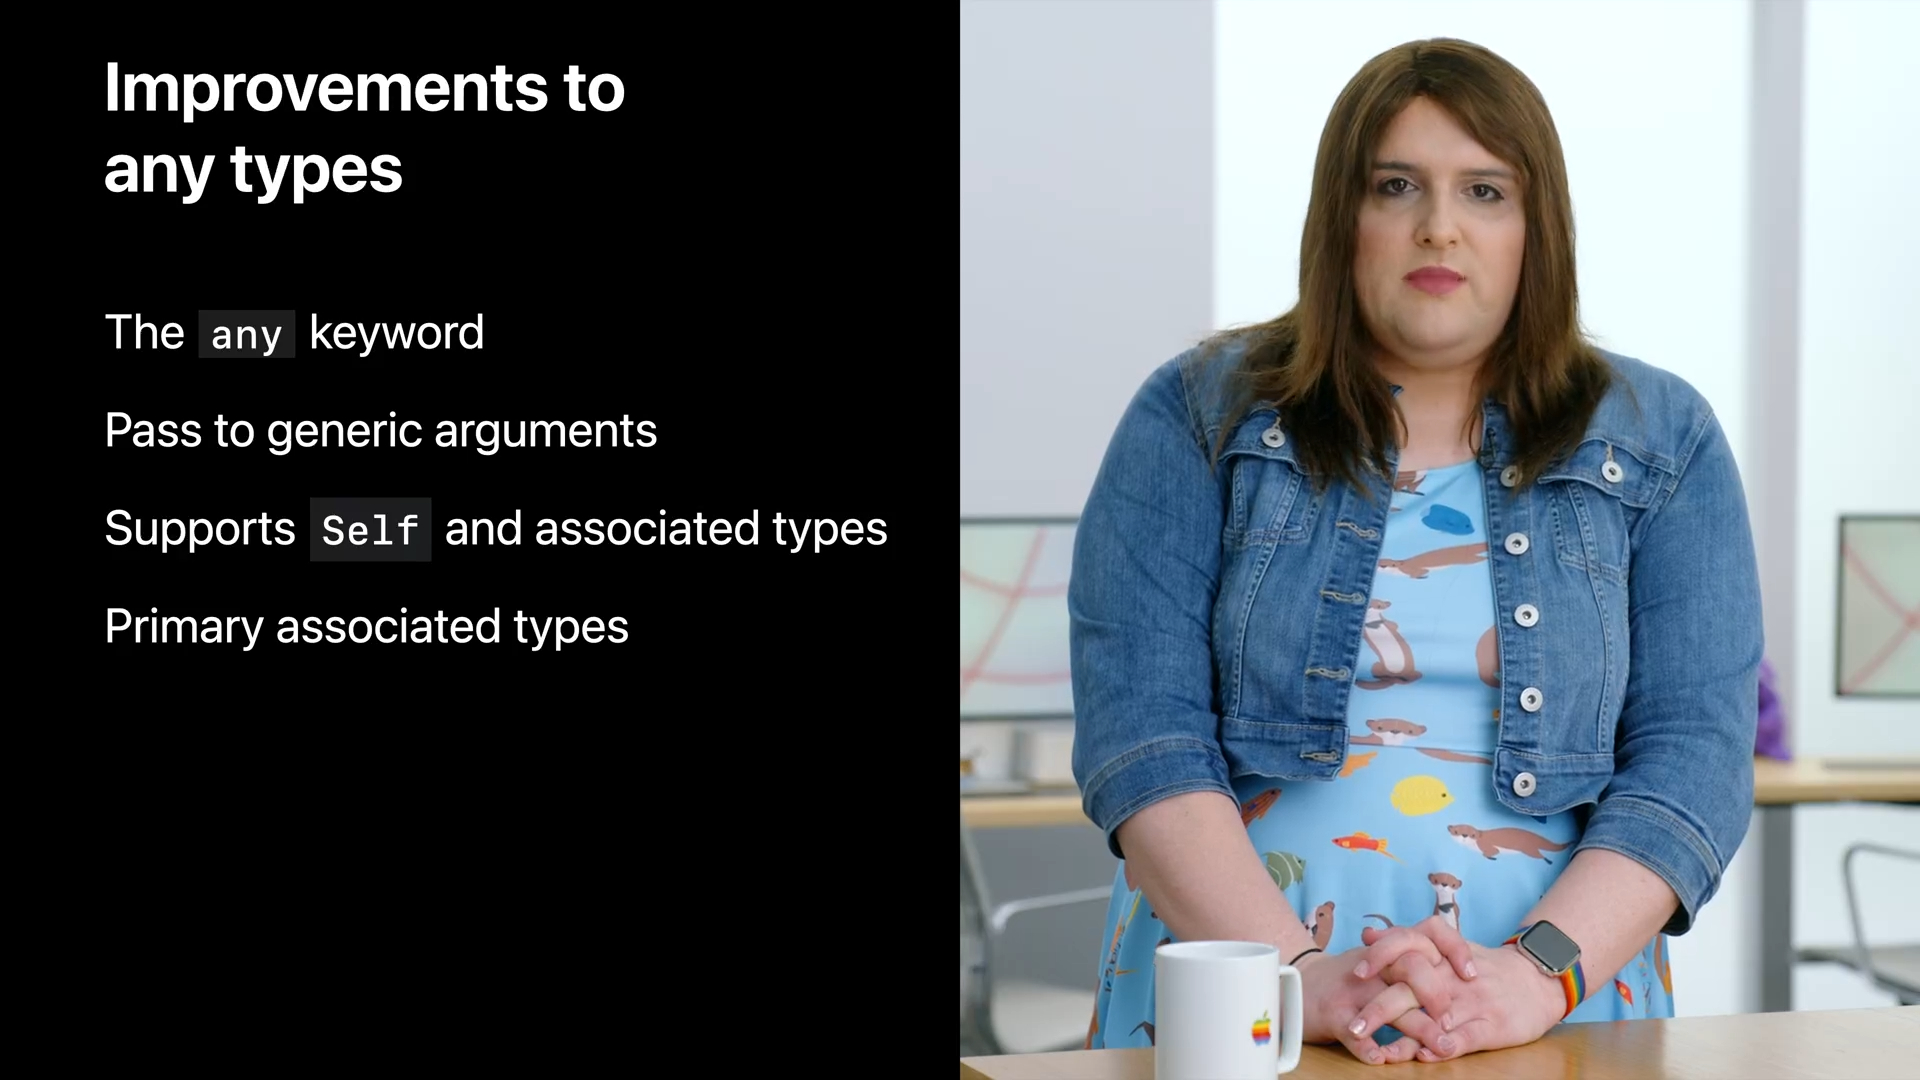 Improvements to
any types
The any keyword
Pass to generic arguments
Supports Self and associated types
Primary associated types